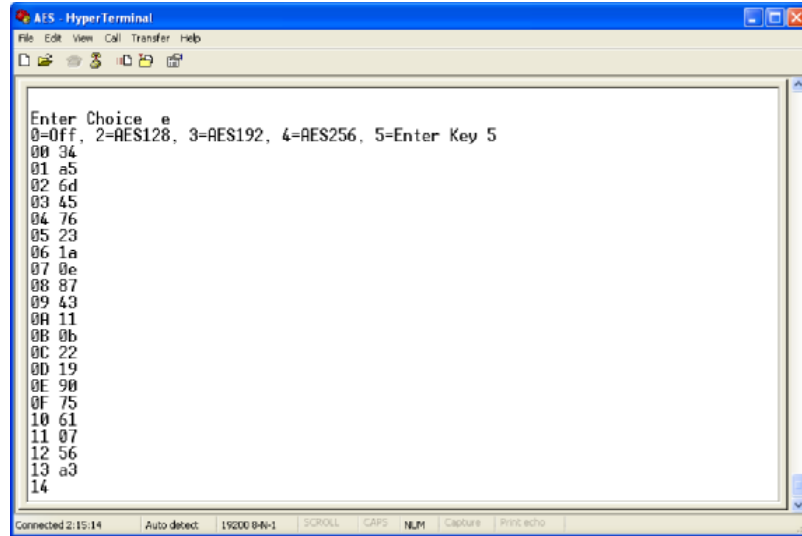 AES - HyperTerminal
File Edit View Call Transfer Help
Enter Choice e
0=Off, 2=AES128, 3=AES192, 4=AES256, 5=Enter Key 5
00 34
01 a5
02 6d
03 45
04 76
05 23
06 1a
07 0e
08 87
09 43
0A 11
0B 0b
0C 22
0D 19
0E 90
0F 75
10 61
11 07
12 56
13 a3
14
Connected 2:15:14 Auto detect 19200 8-N-1 SCROLL CAPS NUM Capture Print echo